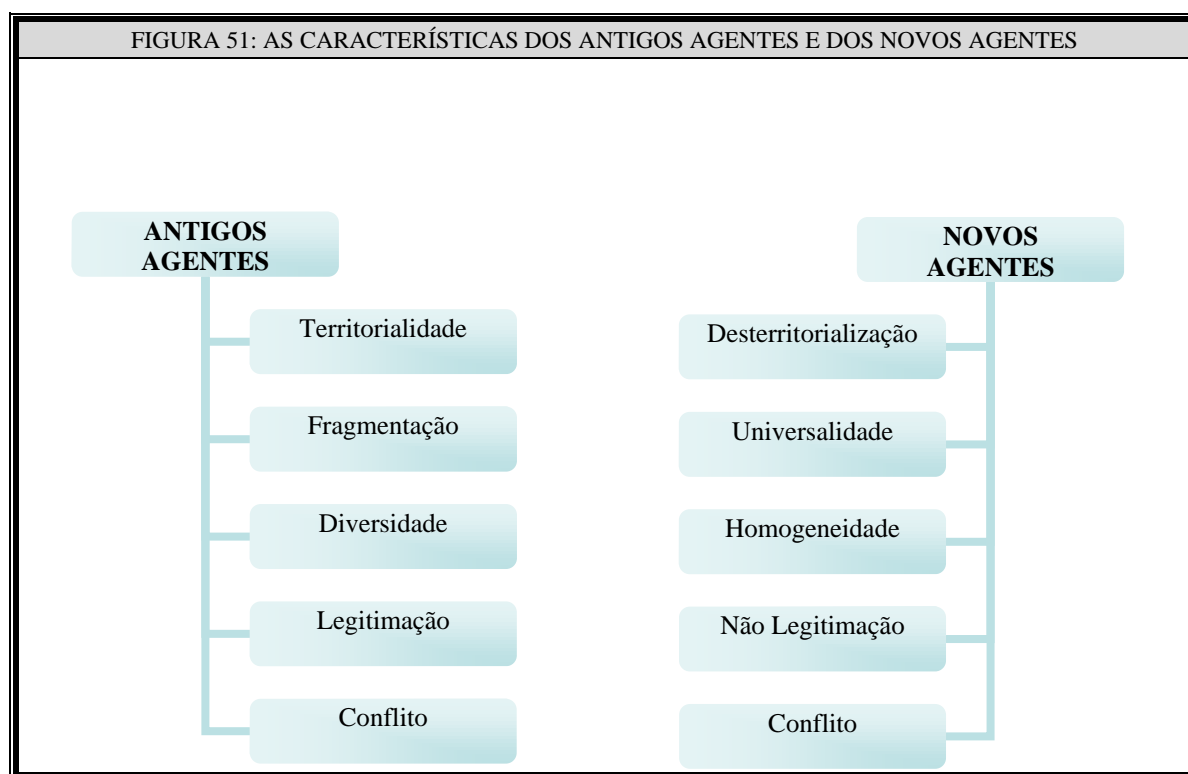 FIGURA 51: AS CARACTERÍSTICAS DOS ANTIGOS AGENTES E DOS NOVOS AGENTES
ANTIGOS
AGENTES
Territorialidade
Fragmentação
Diversidade
Legitimação
Conflito
NOVOS
AGENTES
Desterritorialização
Universalidade
Homogeneidade
Não Legitimação
Conflito